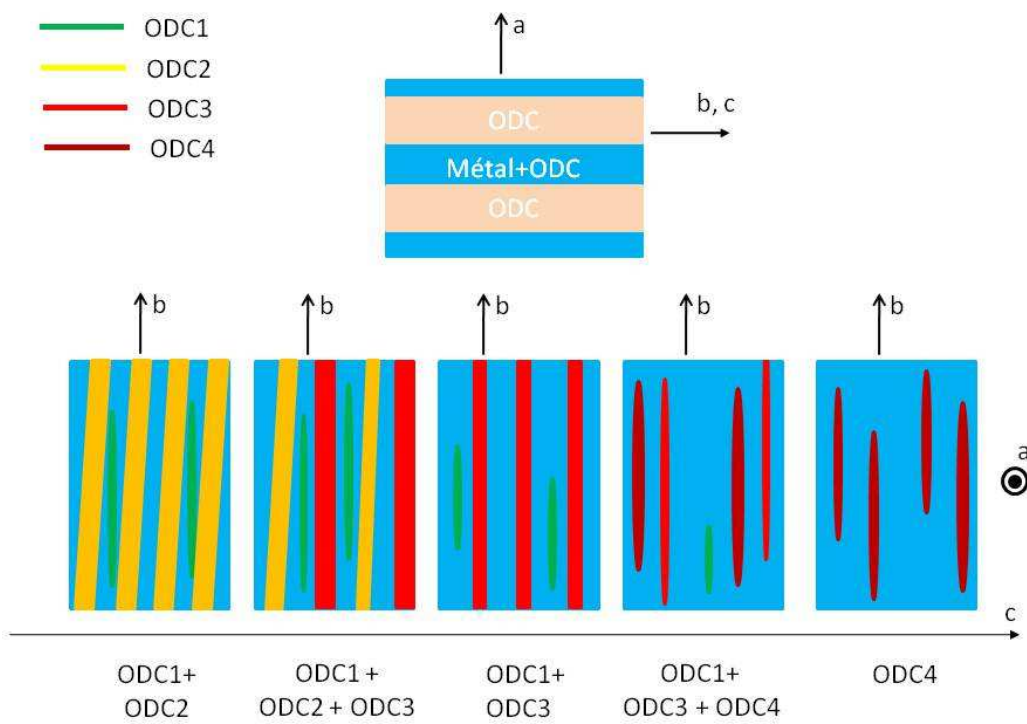 ODC1
ODC2
ODC3
ODC4
a
b, c
ODC
Métal+ODC
ODC
b
b
b
b
b
a
c
ODC1+
ODC2
ODC1 +
ODC2 + ODC3
ODC1+
ODC3
ODC1+
ODC3 + ODC4
ODC4